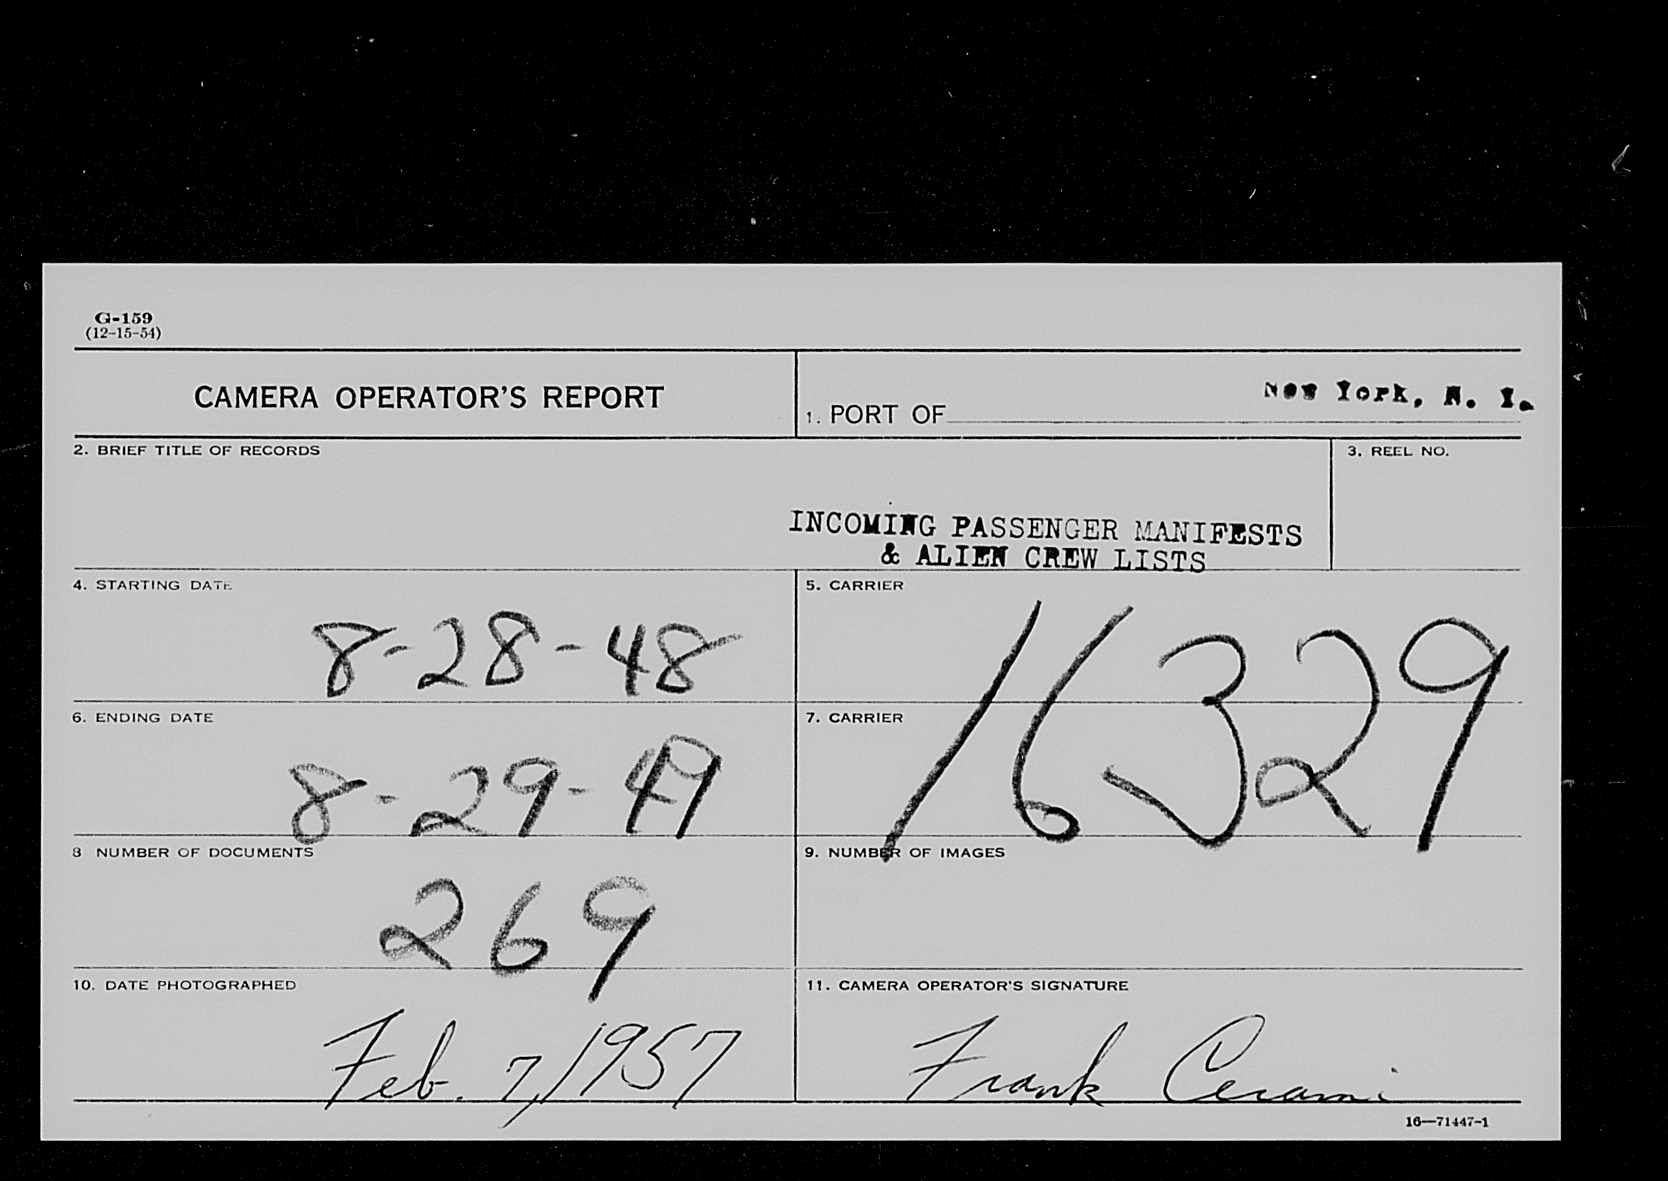 G-159
(12-15-54)
CAMERA OPERATOR'S REPORT
1. PORT OF New York, N. Y.
2. BRIEF TITLE OF RECORDS
3. REEL NO.
INCOMING PASSENGER MANIFESTS
& ALIEN CREW LISTS
4. STARTING DATE
8-28-48
5. CARRIER
16329
6. ENDING DATE
8-29-49
7. CARRIER
8 NUMBER OF DOCUMENTS
269
9. NUMBER OF IMAGES
10. DATE PHOTOGRAPHED
Feb. 7, 1957
11. CAMERA OPERATOR'S SIGNATURE
Frank Cerami
16—71447-1